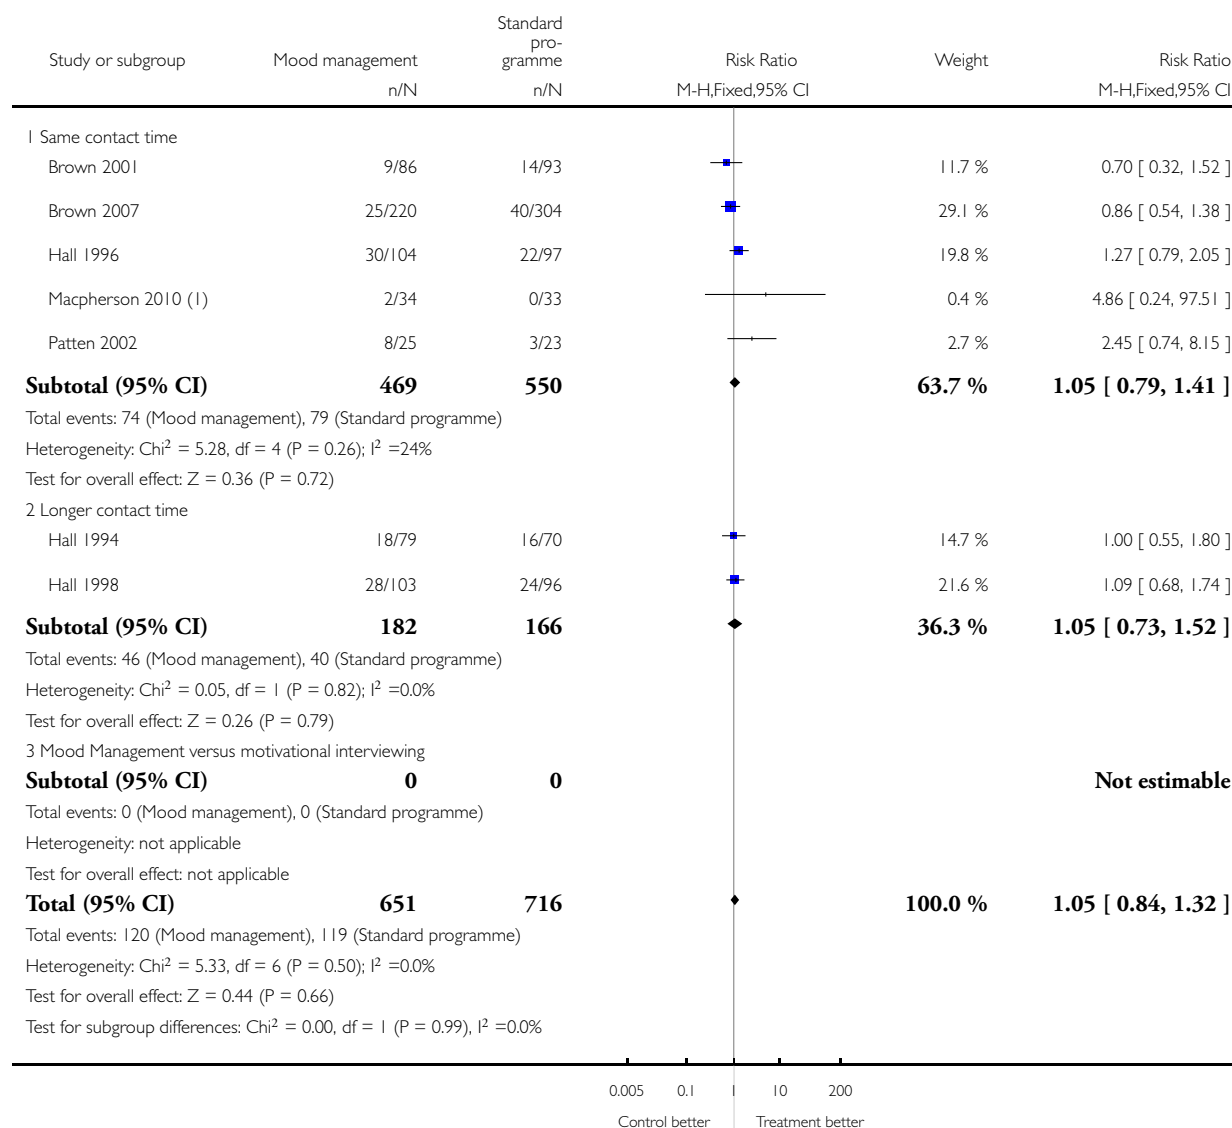 Study or subgroup Mood management Standard pro- gramme Risk Ratio Weight Risk Ratio
n/N n/N M-H,Fixed,95% CI M-H,Fixed,95% CI
1 Same contact time
Brown 2001 9/86 14/93 11.7 % 0.70 [ 0.32, 1.52 ]
Brown 2007 25/220 40/304 29.1 % 0.86 [ 0.54, 1.38 ]
Hall 1996 30/104 22/97 19.8 % 1.27 [ 0.79, 2.05 ]
Macpherson 2010 (1) 2/34 0/33 0.4 % 4.86 [ 0.24, 97.51 ]
Patten 2002 8/25 3/23 2.7 % 2.45 [ 0.74, 8.15 ]
Subtotal (95% CI) 469 550 63.7 % 1.05 [ 0.79, 1.41 ]
Total events: 74 (Mood management), 79 (Standard programme)
Heterogeneity: Chi² = 5.28, df = 4 (P = 0.26); I² =24%
Test for overall effect: Z = 0.36 (P = 0.72)
2 Longer contact time
Hall 1994 18/79 16/70 14.7 % 1.00 [ 0.55, 1.80 ]
Hall 1998 28/103 24/96 21.6 % 1.09 [ 0.68, 1.74 ]
Subtotal (95% CI) 182 166 36.3 % 1.05 [ 0.73, 1.52 ]
Total events: 46 (Mood management), 40 (Standard programme)
Heterogeneity: Chi² = 0.05, df = 1 (P = 0.82); I² =0.0%
Test for overall effect: Z = 0.26 (P = 0.79)
3 Mood Management versus motivational interviewing
Subtotal (95% CI) 0 0 Not estimable
Total events: 0 (Mood management), 0 (Standard programme)
Heterogeneity: not applicable
Test for overall effect: not applicable
Total (95% CI) 651 716 100.0 % 1.05 [ 0.84, 1.32 ]
Total events: 120 (Mood management), 119 (Standard programme)
Heterogeneity: Chi² = 5.33, df = 6 (P = 0.50); I² =0.0%
Test for overall effect: Z = 0.44 (P = 0.66)
Test for subgroup differences: Chi² = 0.00, df = 1 (P = 0.99), I² =0.0%
0.005 0.1 1 10 200
Control better Treatment better